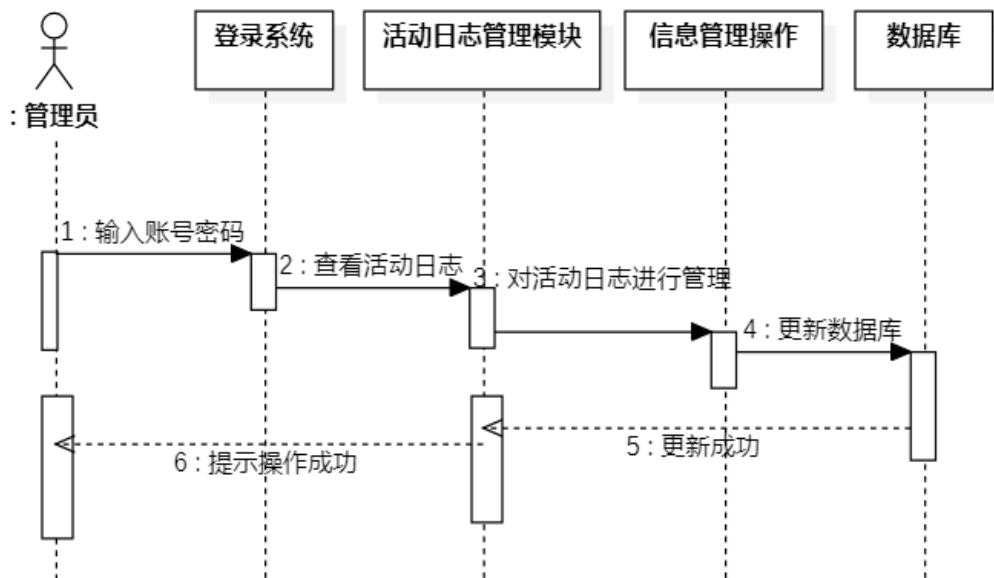 登录系统
活动日志管理模块
信息管理操作
数据库
: 管理员
1 : 输入账号密码
2 : 查看活动日志
3 : 对活动日志进行管理
4 : 更新数据库
5 : 更新成功
6 : 提示操作成功